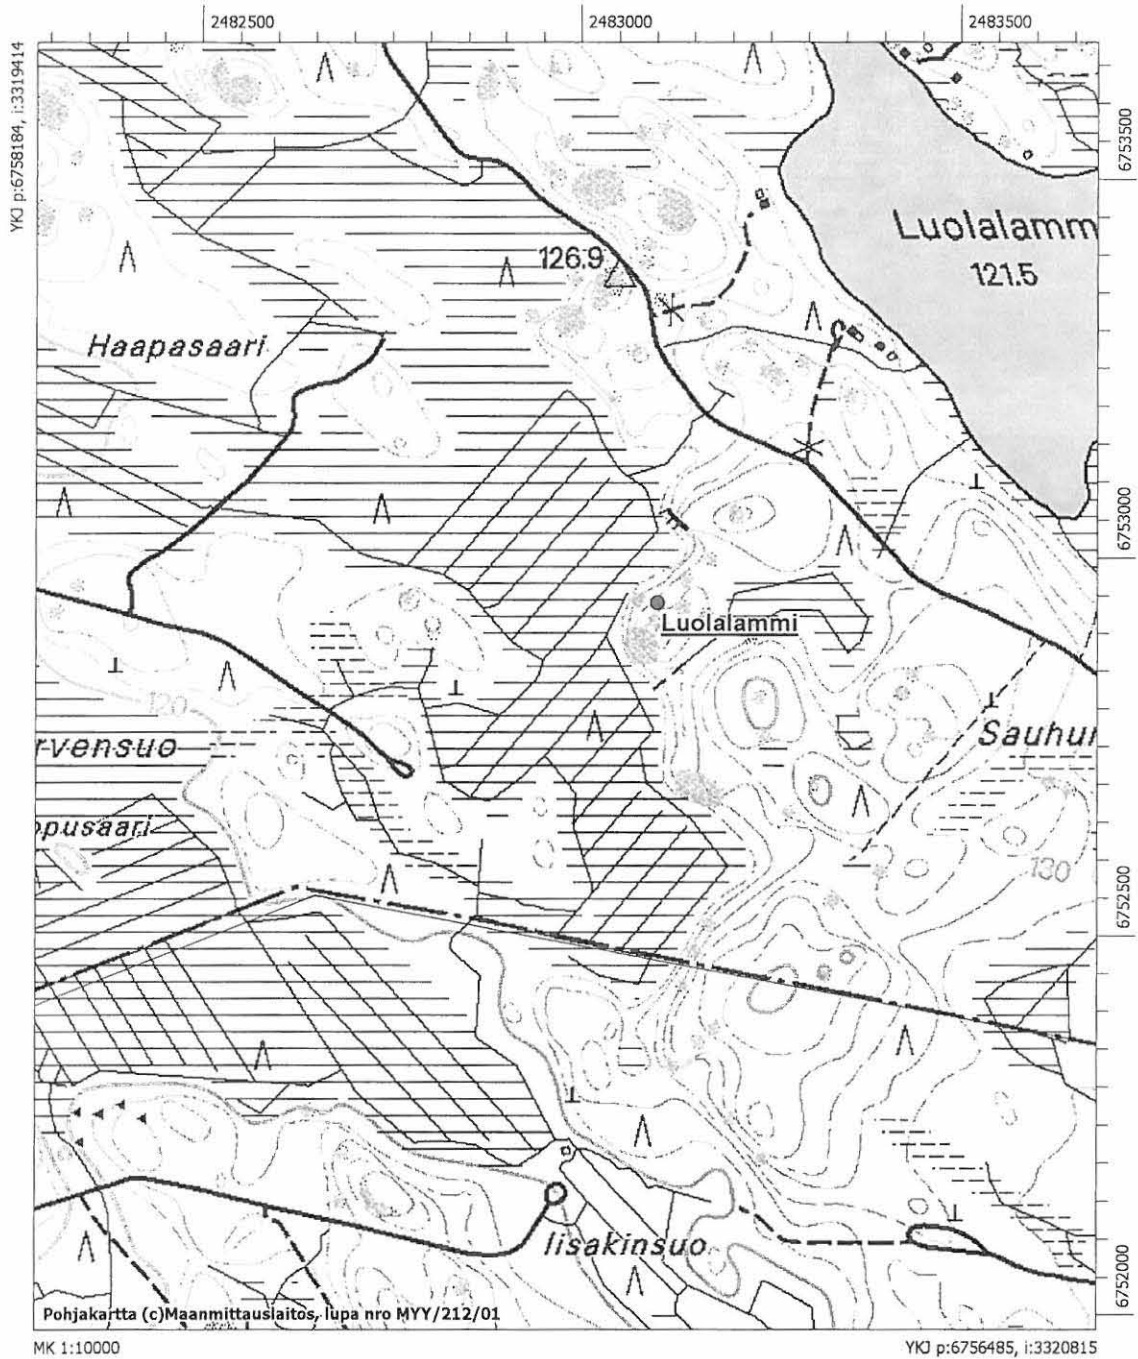 2482500
2483000
2483500
YKJ p:6758184, i:3319414
6753500
Luolalamm
126.9
121.5
Haapasaari
6753000
Luolalammi
120
rvensuo
Sauhu
opusaari
130
6752500
Iisakinsuo
6752000
Pohjakartta (c)Maanmittauslaitos, lupa nro MYY/212/01
MK 1:10000
YKJ p:6756485, i:3320815